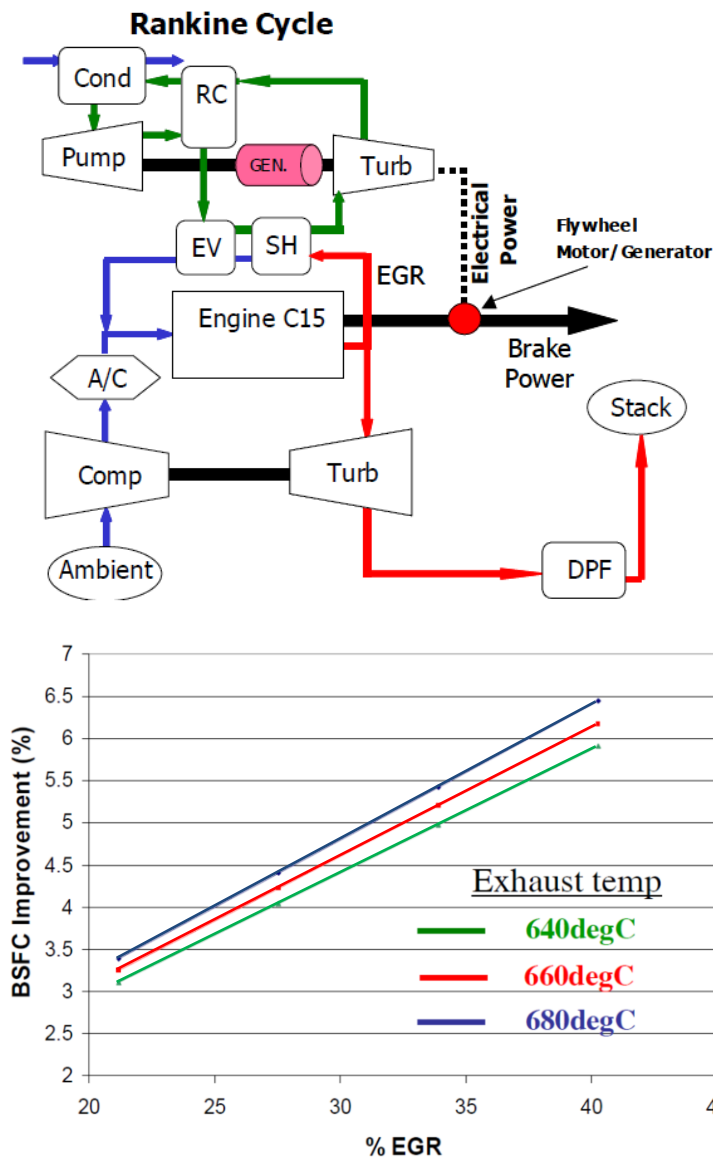 Rankine Cycle
Cond
RC
Pump
GEN.
Turb
EV
SH
EGR
Electrical
Power
Flywheel
Motor/Generator
Engine C15
Brake
Power
A/C
Stack
Comp
Turb
Ambient
DPF
7
6.5
6
5.5
5
4.5
4
3.5
3
2.5
2
BSFC Improvement (%)
Exhaust temp
640degC
660degC
680degC
20
25
30
35
40
% EGR